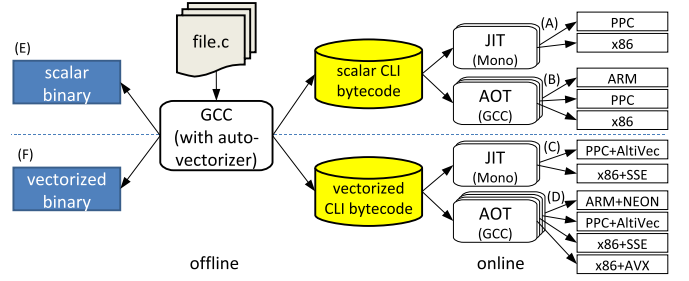 file.c
(E)
scalar
binary
GCC
(with auto-
vectorizer)
(F)
vectorized
binary
offline
scalar CLI
bytecode
vectorized
CLI bytecode
JIT
(Mono)
(A)
PPC
x86
AOT
(GCC)
(B)
ARM
PPC
x86
JIT
(Mono)
(C)
PPC+AltiVec
x86+SSE
AOT
(GCC)
(D)
ARM+NEON
PPC+AltiVec
x86+SSE
x86+AVX
online